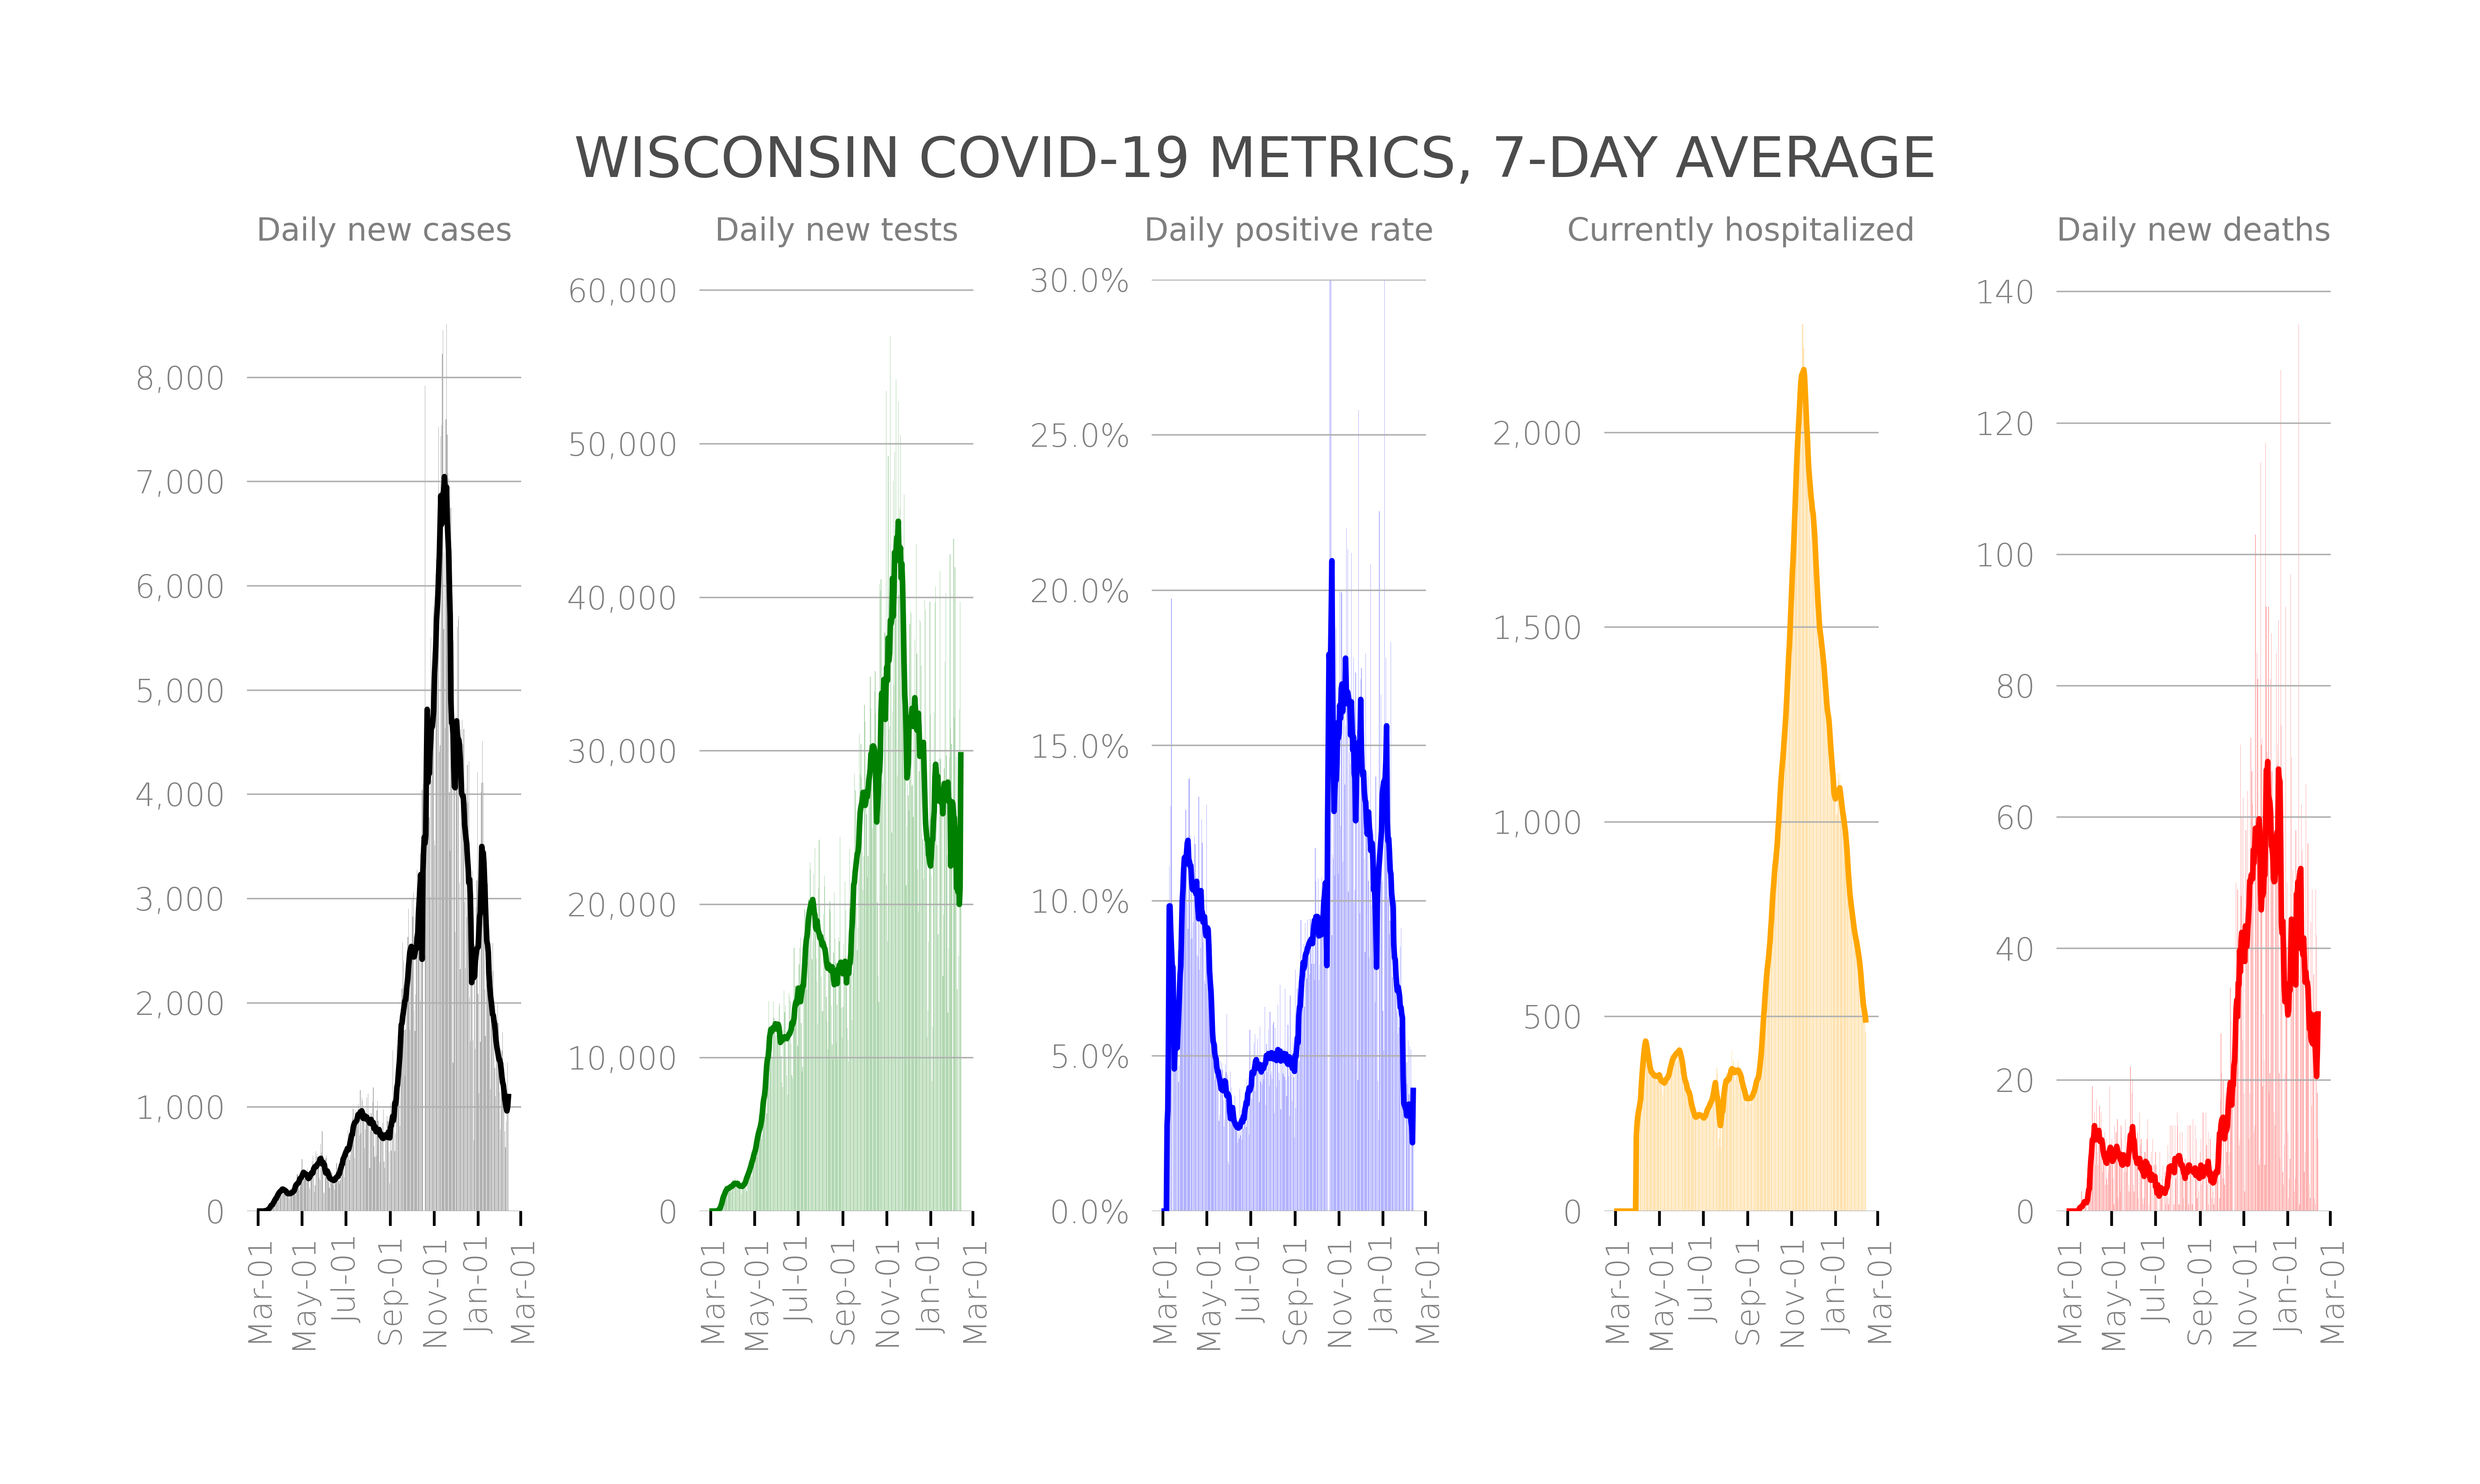 WISCONSIN COVID-19 METRICS, 7-DAY AVERAGE
Daily new cases
8,000
7,000
6,000
5,000
4,000
3,000
2,000
1,000
0
Mar-01
May-01
Jul-01
Sep-01
Nov-01
Jan-01
Mar-01
Daily new tests
60,000
50,000
40,000
30,000
20,000
10,000
0
Mar-01
May-01
Jul-01
Sep-01
Nov-01
Jan-01
Mar-01
Daily positive rate
30.0%
25.0%
20.0%
15.0%
10.0%
5.0%
0.0%
Mar-01
May-01
Jul-01
Sep-01
Nov-01
Jan-01
Mar-01
Currently hospitalized
2,000
1,500
1,000
500
0
Mar-01
May-01
Jul-01
Sep-01
Nov-01
Jan-01
Mar-01
Daily new deaths
140
120
100
80
60
40
20
0
Mar-01
May-01
Jul-01
Sep-01
Nov-01
Jan-01
Mar-01